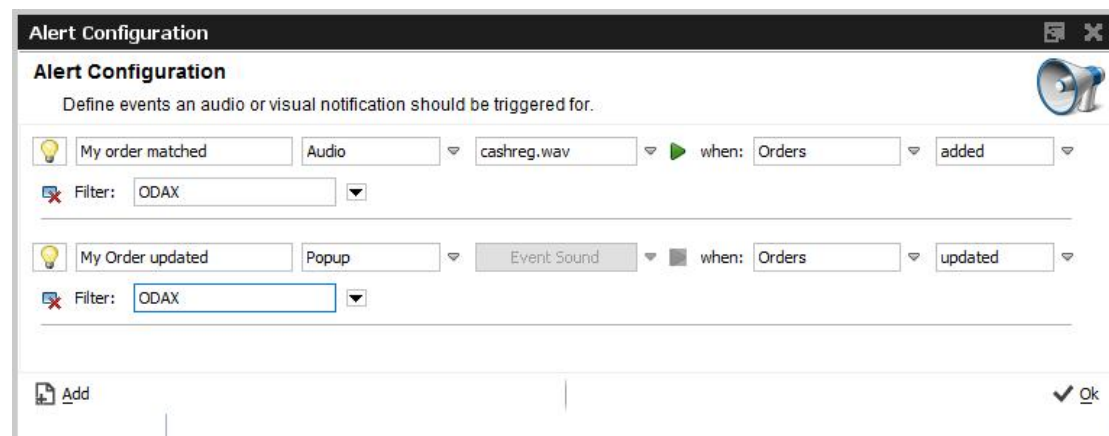 Alert Configuration
Alert Configuration
Define events an audio or visual notification should be triggered for.
My order matched Audio cashreg.wav when: Orders added
Filter: ODAX
My Order updated Popup Event Sound when: Orders updated
Filter: ODAX
Add Ok